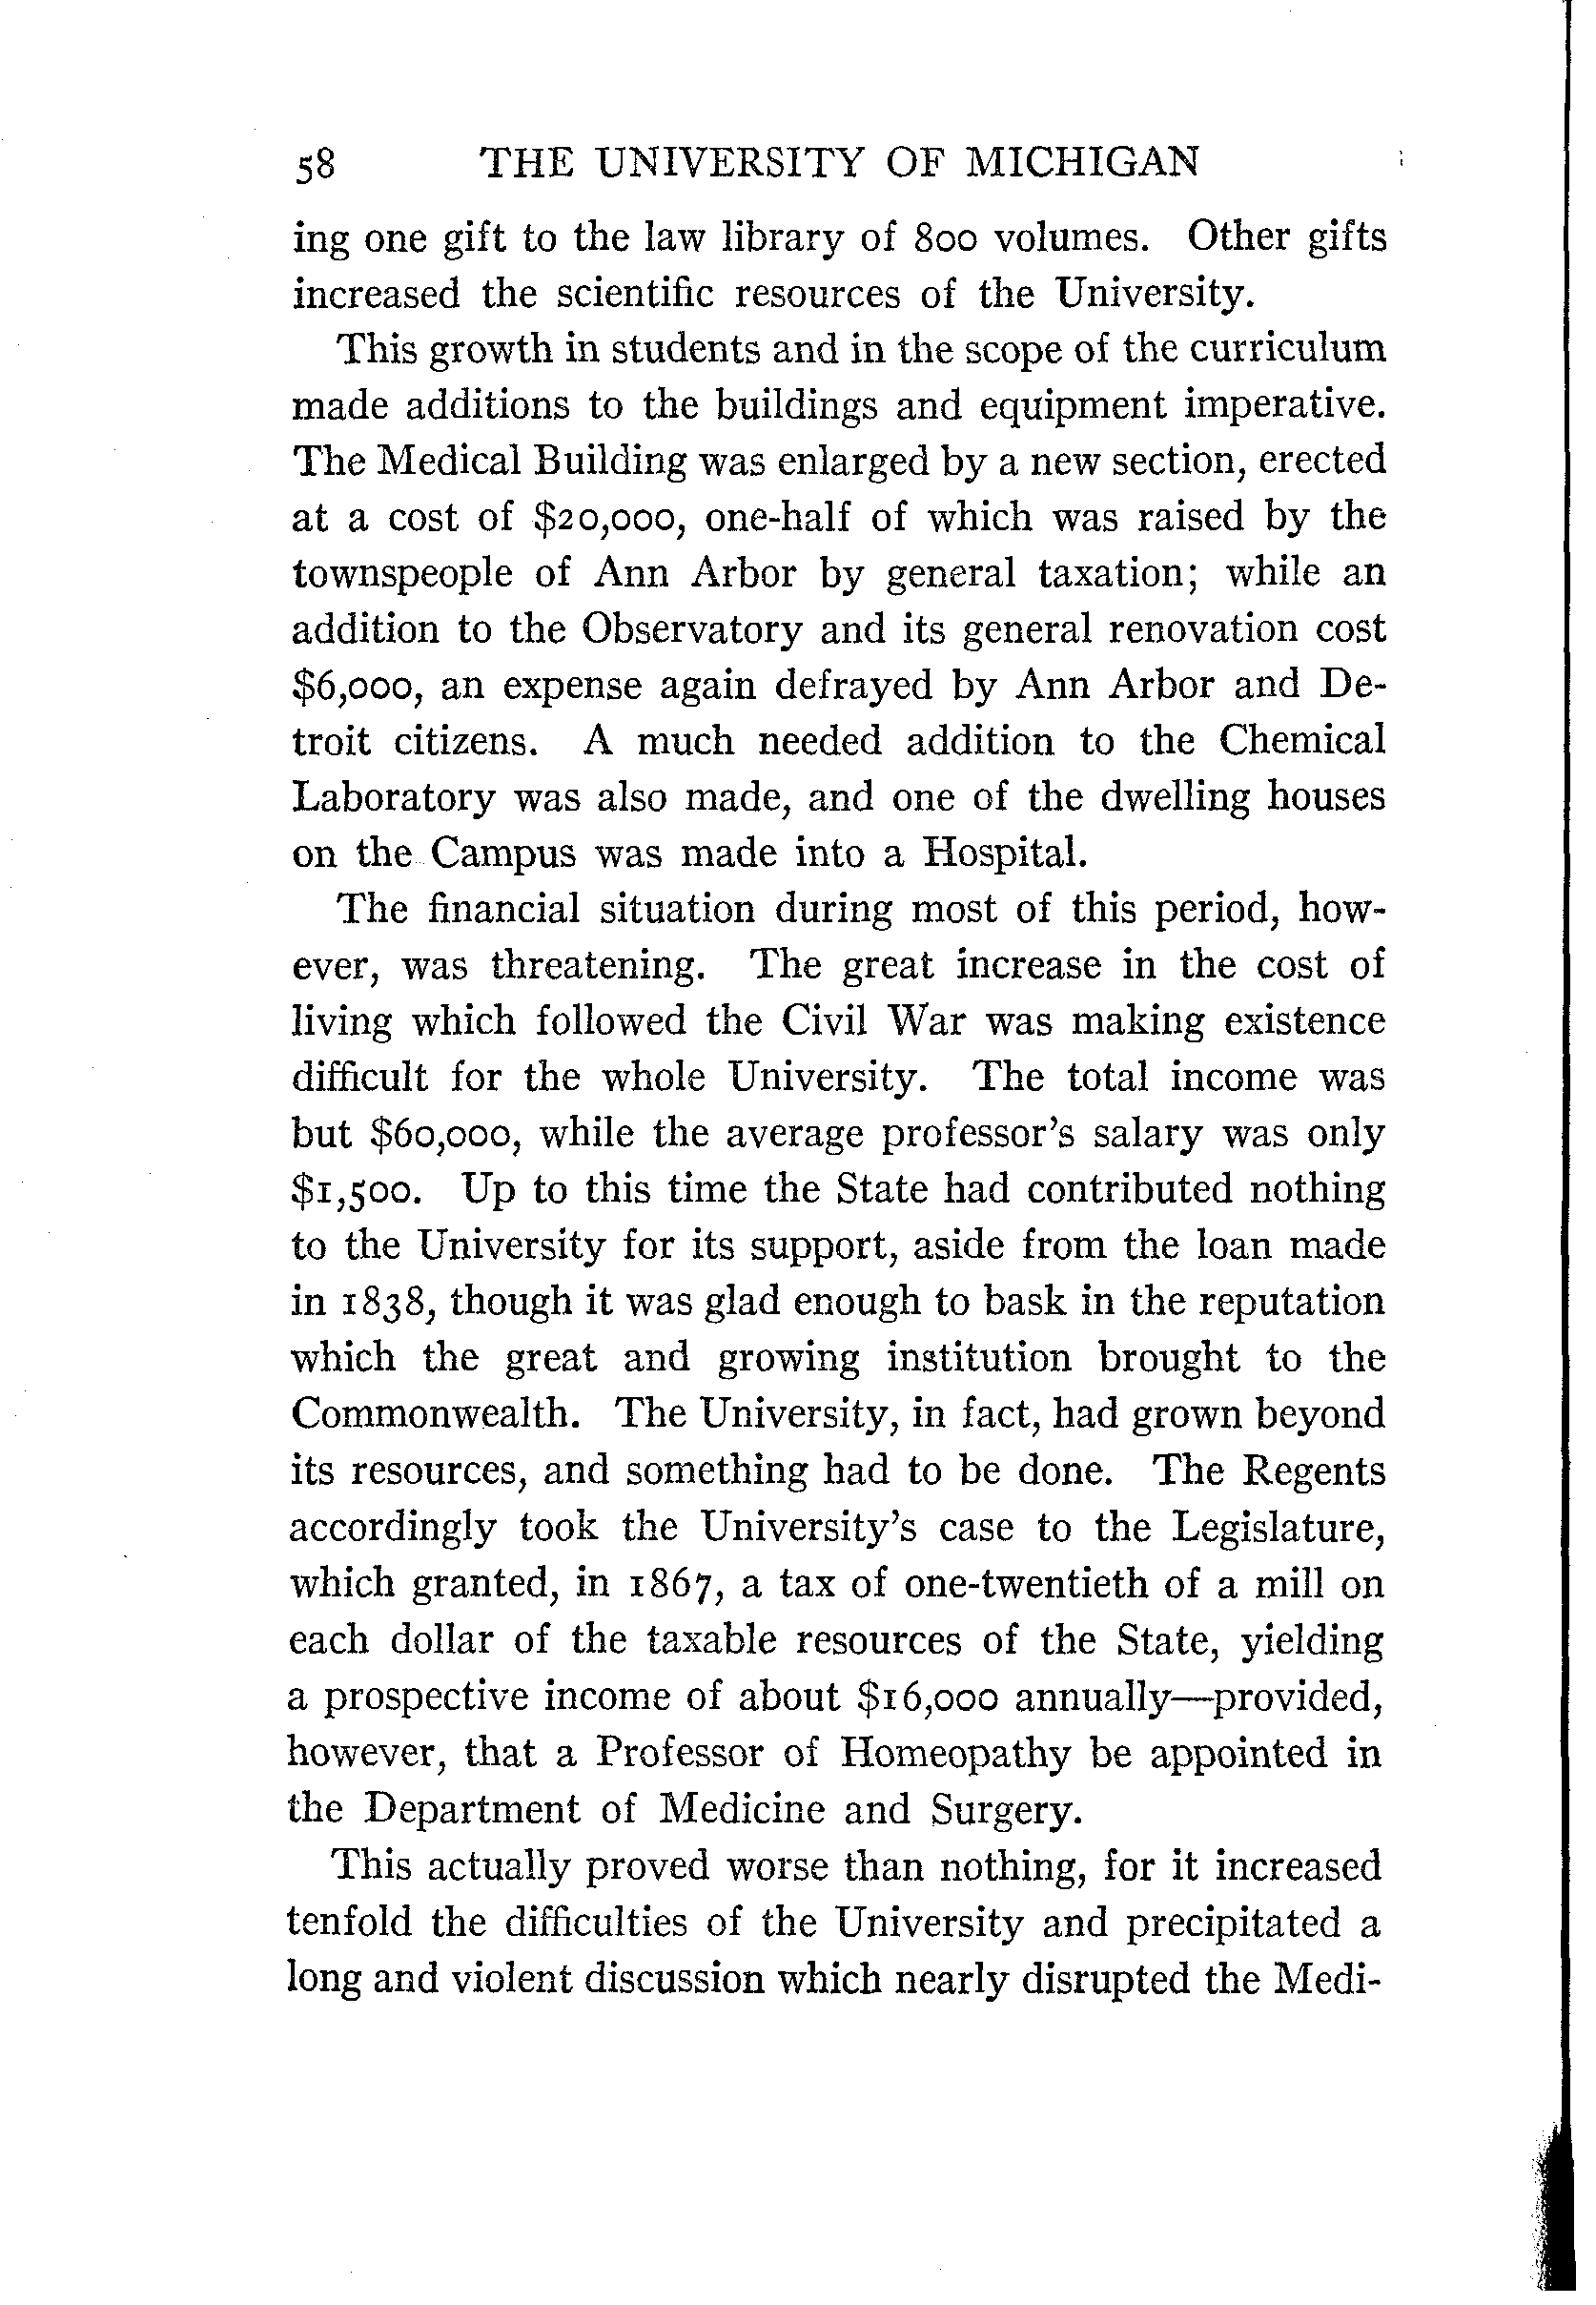 58 THE UNIVERSITY OF MICHIGAN
ing one gift to the law library of 800 volumes. Other gifts
increased the scientific resources of the University.
This growth in students and in the scope of the curriculum
made additions to the buildings and equipment imperative.
The Medical Building was enlarged by a new section, erected
at a cost of $20,000, one-half of which was raised by the
townspeople of Ann Arbor by general taxation; while an
addition to the Observatory and its general renovation cost
$6,000, an expense again defrayed by Ann Arbor and De-
troit citizens. A much needed addition to the Chemical
Laboratory was also made, and one of the dwelling houses
on the Campus was made into a Hospital.
The financial situation during most of this period, how-
ever, was threatening. The great increase in the cost of
living which followed the Civil War was making existence
difficult for the whole University. The total income was
but $60,000, while the average professor's salary was only
$1,500. Up to this time the State had contributed nothing
to the University for its support, aside from the loan made
in 1838, though it was glad enough to bask in the reputation
which the great and growing institution brought to the
Commonwealth. The University, in fact, had grown beyond
its resources, and something had to be done. The Regents
accordingly took the University's case to the Legislature,
which granted, in 1867, a tax of one-twentieth of a mill on
each dollar of the taxable resources of the State, yielding
a prospective income of about $16,000 annually—provided,
however, that a Professor of Homeopathy be appointed in
the Department of Medicine and Surgery.
This actually proved worse than nothing, for it increased
tenfold the difficulties of the University and precipitated a
long and violent discussion which nearly disrupted the Medi-